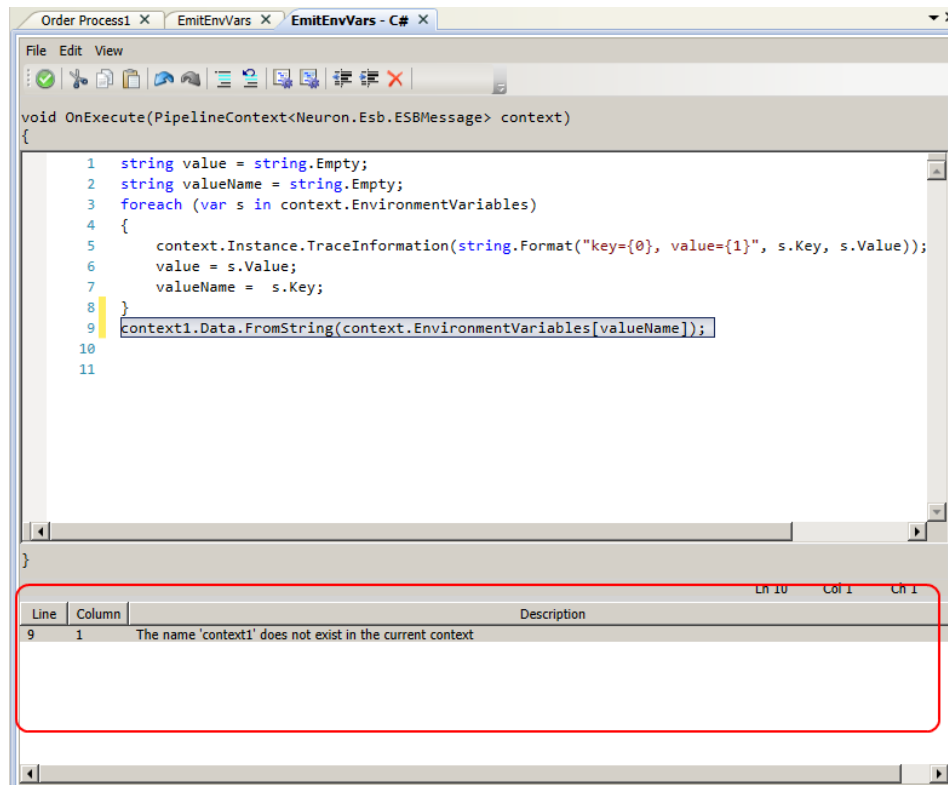 Order Process1 X EmitEnvVars X EmitEnvVars - C# X
File Edit View
void OnExecute(PipelineContext<Neuron.Esb.ESBMessage> context)
{
1 string value = string.Empty;
2 string valueName = string.Empty;
3 foreach (var s in context.EnvironmentVariables)
4 {
5 context.Instance.TraceInformation(string.Format("key={0}, value={1}", s.Key, s.Value));
6 value = s.Value;
7 valueName =  s.Key;
8 }
9 context1.Data.FromString(context.EnvironmentVariables[valueName]);
10
11
}
Ln 10 Col 1 Ch 1
Line Column Description
9 1 The name 'context1' does not exist in the current context